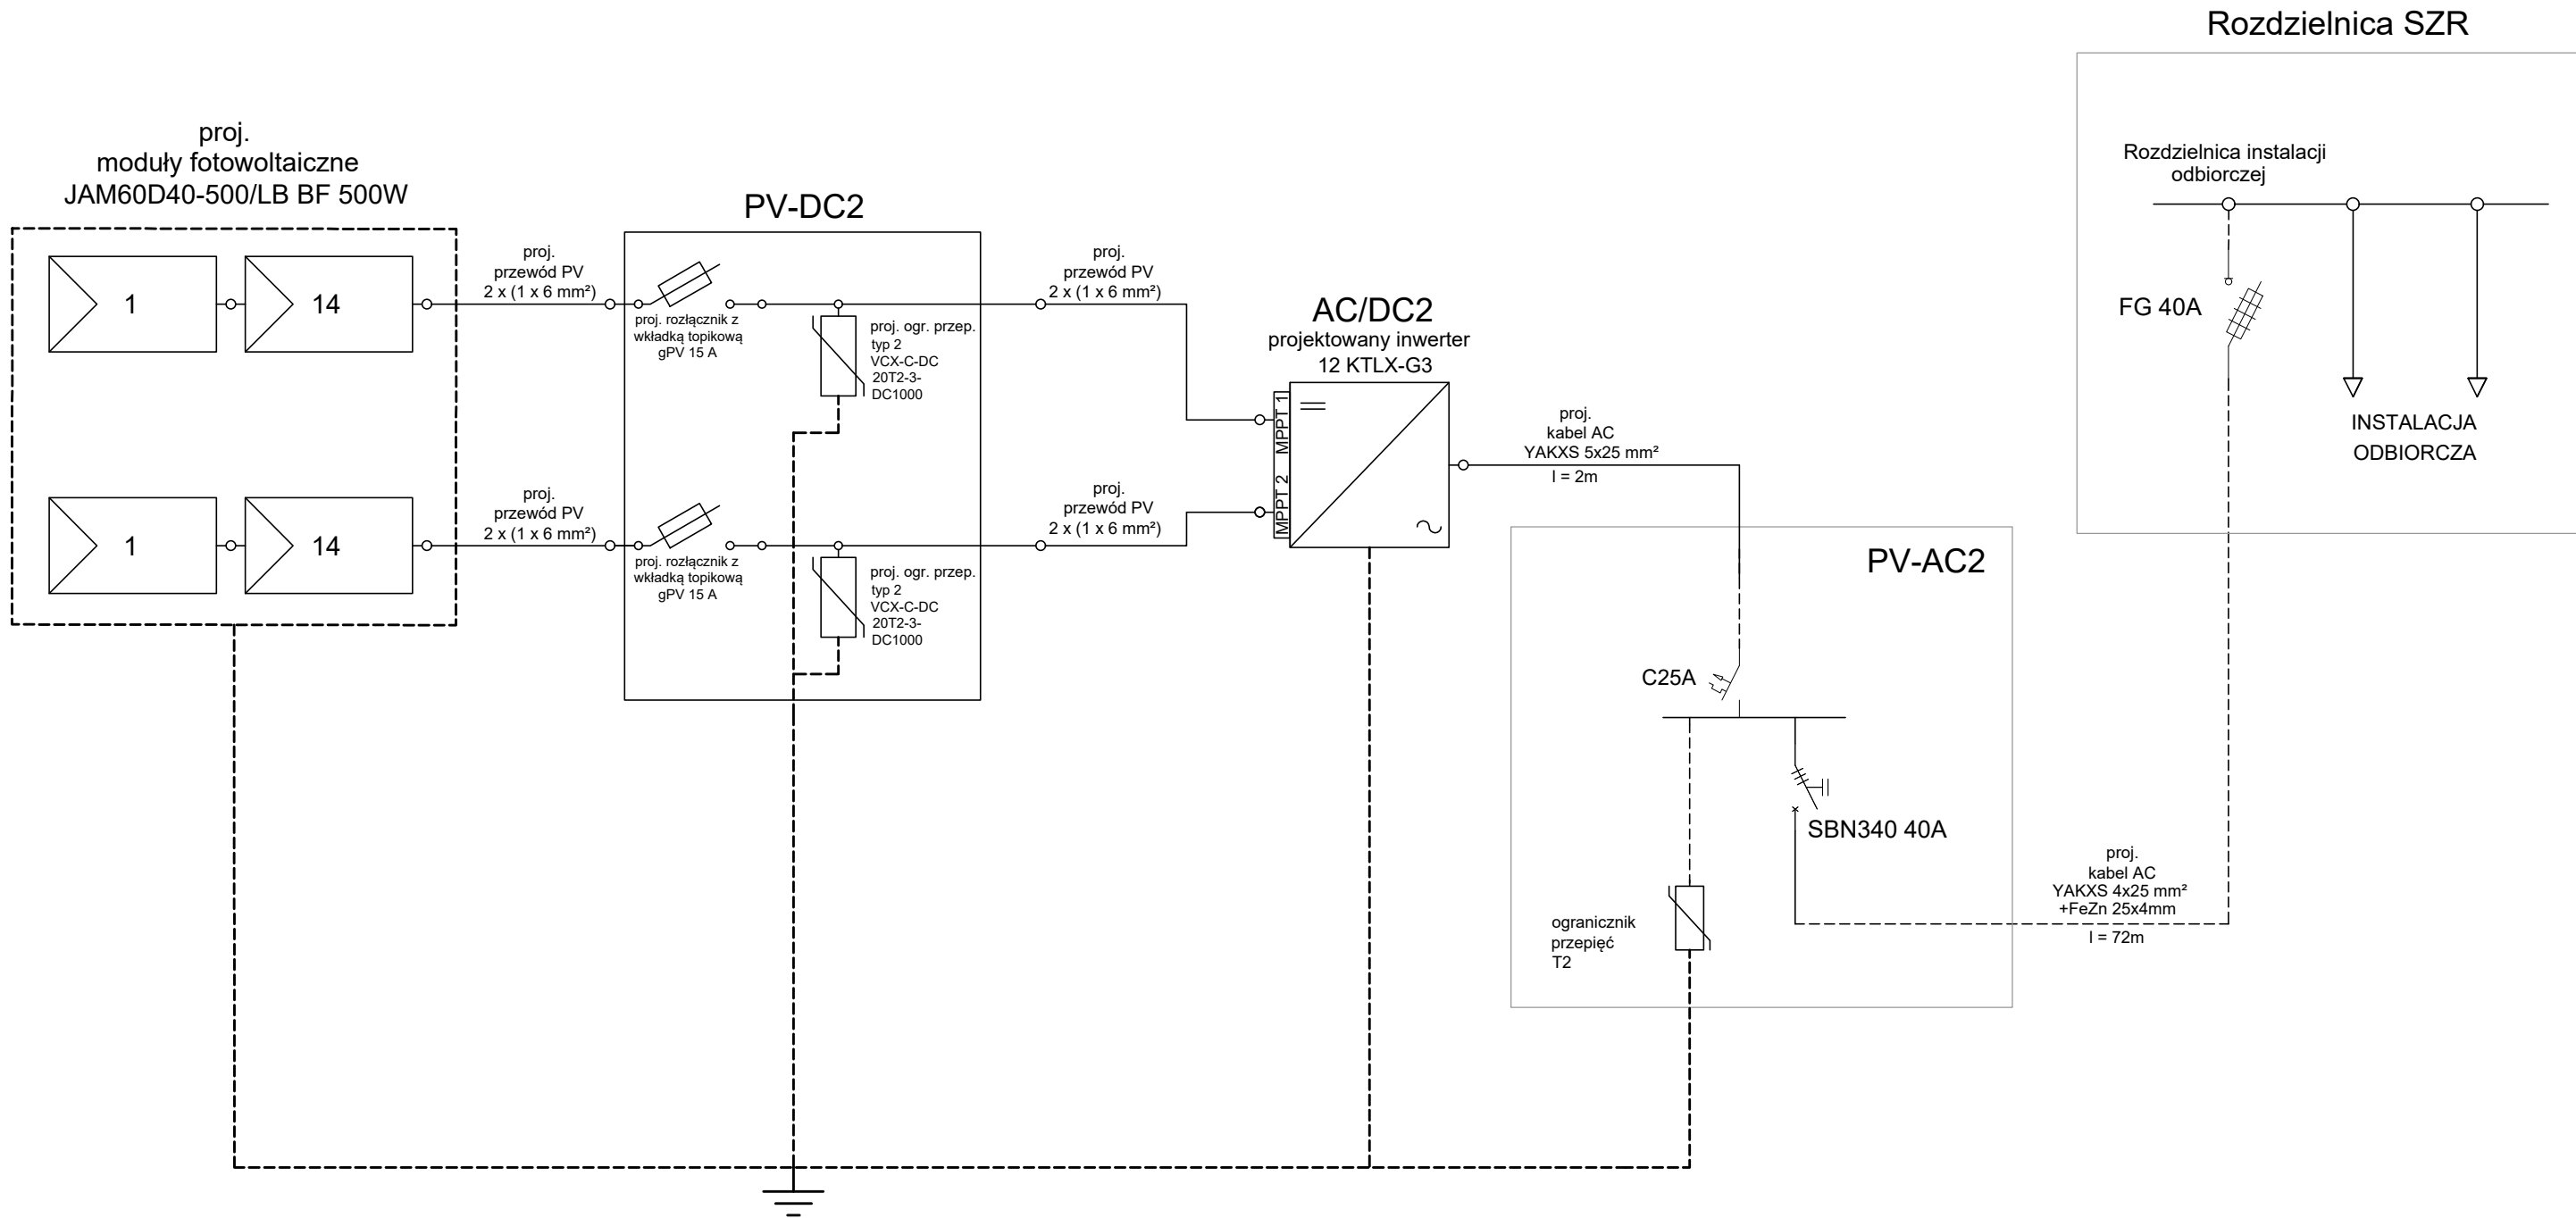 Rozdzielnica SZR
proj.
moduły fotowoltaiczne
JAM60D40-500/LB BF 500W
1
14
1
14
proj.
przewód PV
2 x (1 x 6 mm²)
proj.
przewód PV
2 x (1 x 6 mm²)
PV-DC2
proj. rozłącznik z
wkładką topikową
gPV 15 A
proj. ogr. przep.
typ 2
VCX-C-DC
20T2-3-
DC1000
proj. rozłącznik z
wkładką topikową
gPV 15 A
proj. ogr. przep.
typ 2
VCX-C-DC
20T2-3-
DC1000
proj.
przewód PV
2 x (1 x 6 mm²)
proj.
przewód PV
2 x (1 x 6 mm²)
AC/DC2
projektowany inwerter
12 KTLX-G3
MPPT 1
MPPT 2
proj.
kabel AC
YAKXS 5x25 mm²
l = 2m
PV-AC2
C25A
SBN340 40A
ogranicznik
przepięć
T2
proj.
kabel AC
YAKXS 4x25 mm²
+FeZn 25x4mm
l = 72m
Rozdzielnica instalacji
odbiorczej
FG 40A
INSTALACJA
ODBIORCZA